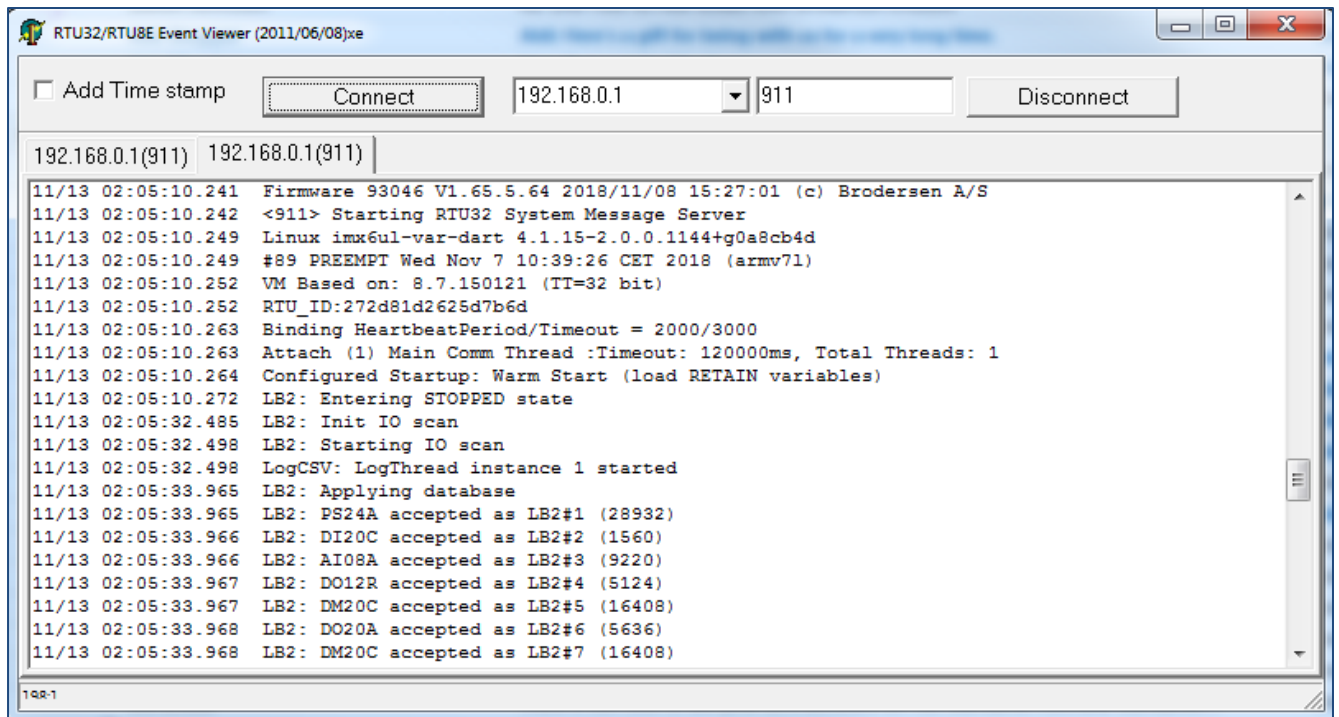 RTU32/RTU8E Event Viewer (2011/06/08)xe
Add Time stamp Connect 192.168.0.1 911 Disconnect
192.168.0.1(911) 192.168.0.1(911)
11/13 02:05:10.241 Firmware 93046 V1.65.5.64 2018/11/08 15:27:01 (c) Brodersen A/S
11/13 02:05:10.242 <911> Starting RTU32 System Message Server
11/13 02:05:10.249 Linux imx6ul-var-dart 4.1.15-2.0.0.1144+g0a8cb4d
11/13 02:05:10.249 #89 PREEMPT Wed Nov 7 10:39:26 CET 2018 (armv7l)
11/13 02:05:10.252 VM Based on: 8.7.150121 (TT=32 bit)
11/13 02:05:10.252 RTU_ID:272d81d2625d7b6d
11/13 02:05:10.263 Binding HeartbeatPeriod/Timeout = 2000/3000
11/13 02:05:10.263 Attach (1) Main Comm Thread :Timeout: 120000ms, Total Threads: 1
11/13 02:05:10.264 Configured Startup: Warm Start (load RETAIN variables)
11/13 02:05:10.272 LB2: Entering STOPPED state
11/13 02:05:32.485 LB2: Init IO scan
11/13 02:05:32.498 LB2: Starting IO scan
11/13 02:05:32.498 LogCSV: LogThread instance 1 started
11/13 02:05:33.965 LB2: Applying database
11/13 02:05:33.965 LB2: PS24A accepted as LB2#1 (28932)
11/13 02:05:33.966 LB2: DI20C accepted as LB2#2 (1560)
11/13 02:05:33.966 LB2: AI08A accepted as LB2#3 (9220)
11/13 02:05:33.967 LB2: DO12R accepted as LB2#4 (5124)
11/13 02:05:33.967 LB2: DM20C accepted as LB2#5 (16408)
11/13 02:05:33.968 LB2: DO20A accepted as LB2#6 (5636)
11/13 02:05:33.968 LB2: DM20C accepted as LB2#7 (16408)
198-1